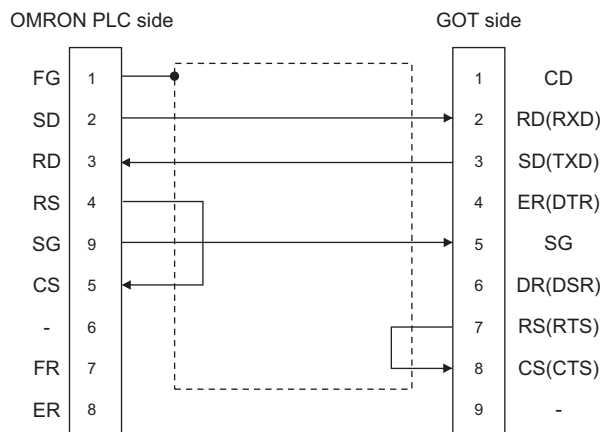 OMRON PLC side GOT side
FG 1 1 CD
SD 2 2 RD(RXD)
RD 3 3 SD(TXD)
RS 4 4 ER(DTR)
SG 9 5 SG
CS 5 6 DR(DSR)
- 6 7 RS(RTS)
FR 7 8 CS(CTS)
ER 8 9 -